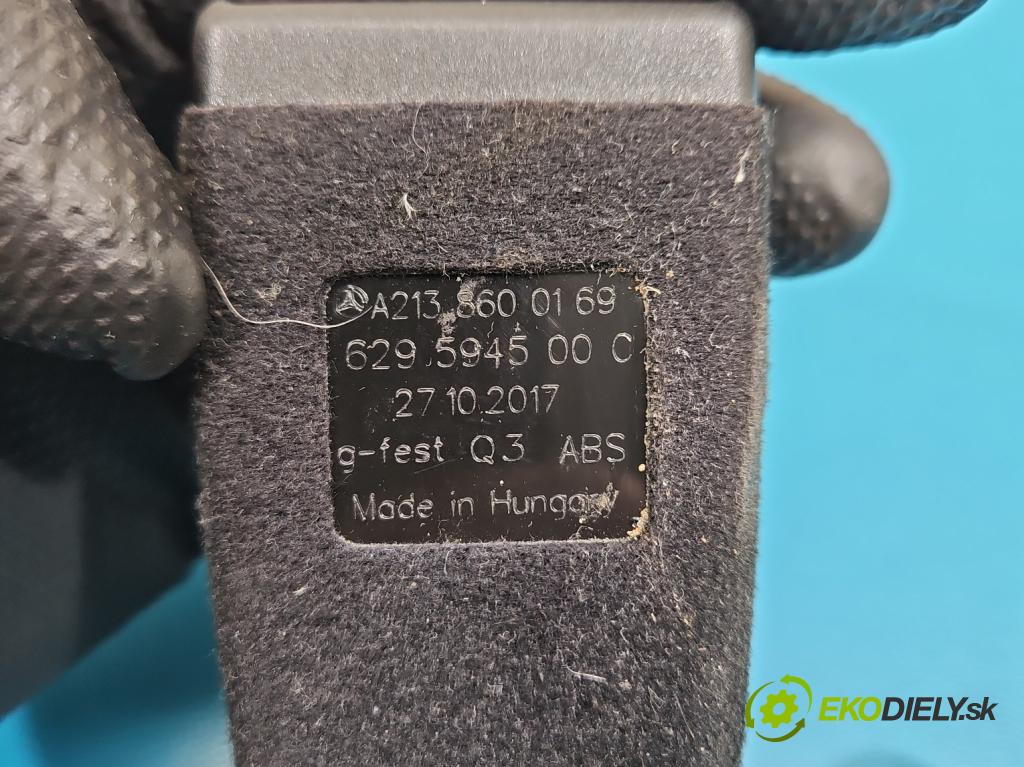 A213 860 01 69
629 5945 00 C
27.10.2017
g-fest Q3 ABS
Made in Hungary
EKODIELY.sk